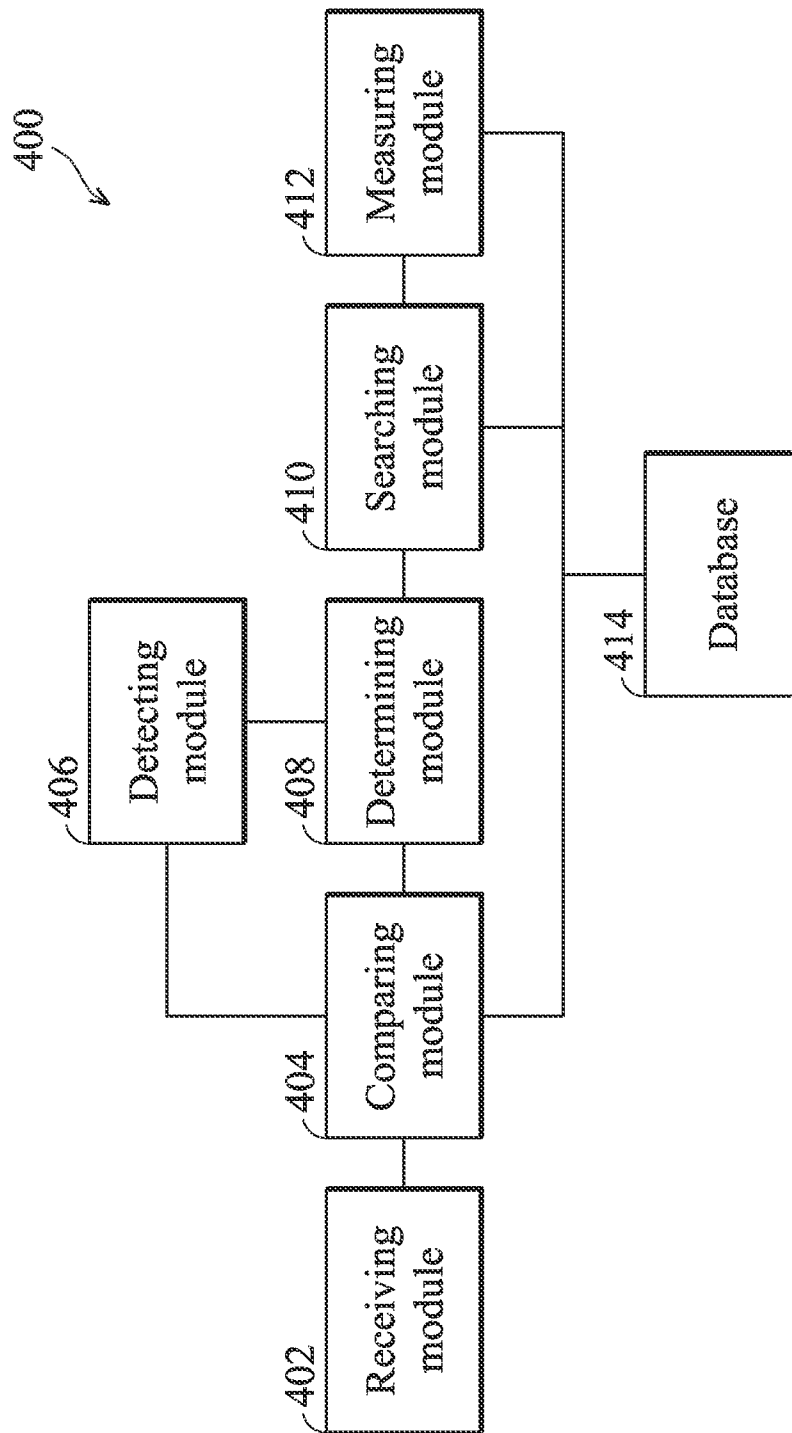 400
406
Detecting
module
402
Receiving
module
404
Comparing
module
408
Determining
module
410
Searching
module
412
Measuring
module
414
Database